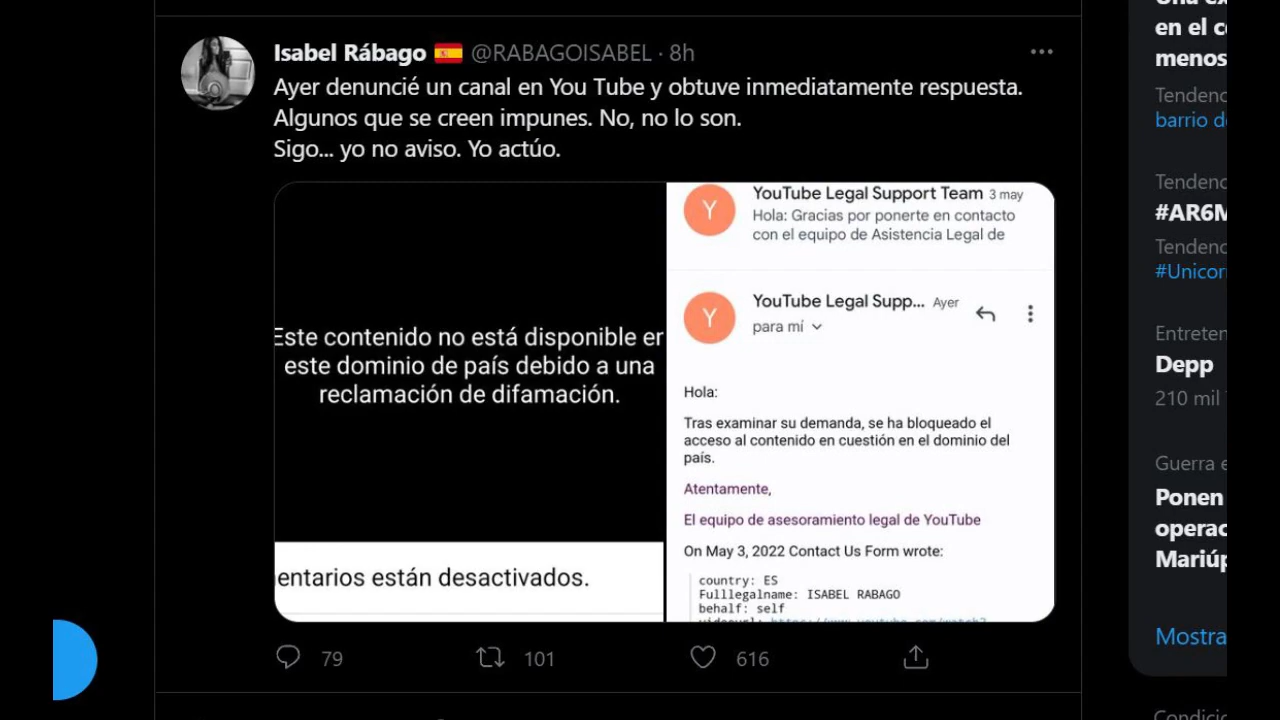 Isabel Rábago 🇪🇸 @RABAGOISABEL · 8h
Ayer denuncié un canal en You Tube y obtuve inmediatamente respuesta.
Algunos que se creen impunes. No, no lo son.
Sigo... yo no aviso. Yo actúo.
Este contenido no está disponible en
este dominio de país debido a una
reclamación de difamación.
entarios están desactivados.
YouTube Legal Support Team 3 may
Hola: Gracias por ponerte en contacto
con el equipo de Asistencia Legal de
YouTube Legal Supp... Ayer
para mí
Hola:
Tras examinar su demanda, se ha bloqueado el
acceso al contenido en cuestión en el dominio del
país.
Atentamente,
El equipo de asesoramiento legal de YouTube
On May 3, 2022 Contact Us Form wrote:
country: ES
Fulllegalname: ISABEL RABAGO
behalf: self
79 101 616
en el c
menos
Tendenc
barrio d
Tendenc
#AR6M
Tendenc
#Unicor
Entreten
Depp
210 mil
Guerra e
Ponen
operac
Mariúp
Mostra